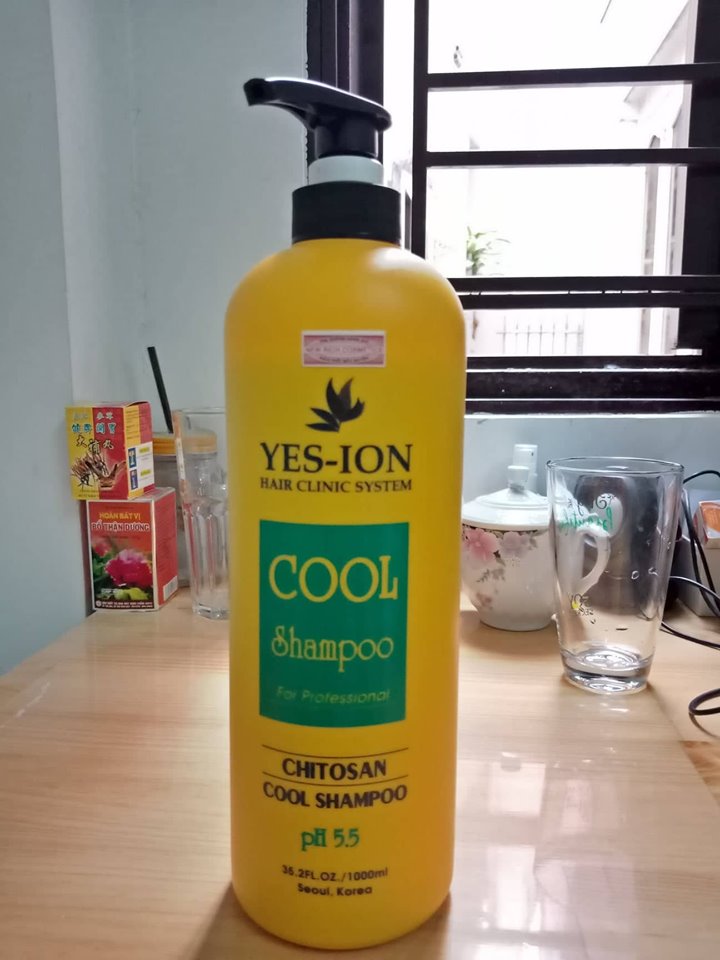 YES-ION
HAIR CLINIC SYSTEM
COOL
Shampoo
For Professional
CHITOSAN
COOL SHAMPOO
pH 5.5
35.2FL.OZ./1000ml
Seoul, Korea
HOÀN BÁT VỊ
BỔ THẬN DƯƠNG